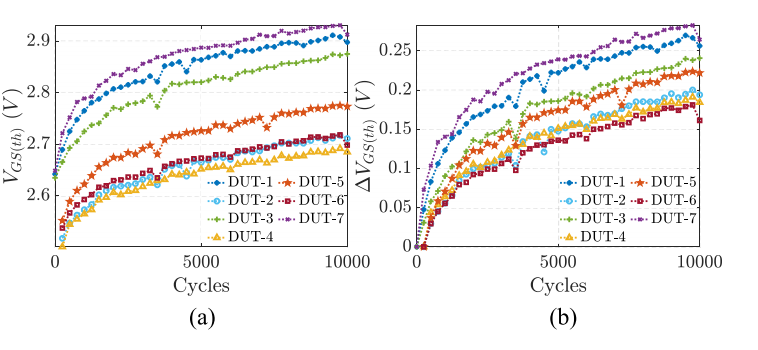 2.9
2.8
2.7
2.6
V_GS(th) (V)
DUT-1 DUT-5
DUT-2 DUT-6
DUT-3 DUT-7
DUT-4
0 5000 10000
Cycles
(a)
0.25
0.2
0.15
0.1
0.05
0
ΔV_GS(th) (V)
DUT-1 DUT-5
DUT-2 DUT-6
DUT-3 DUT-7
DUT-4
0 5000 10000
Cycles
(b)